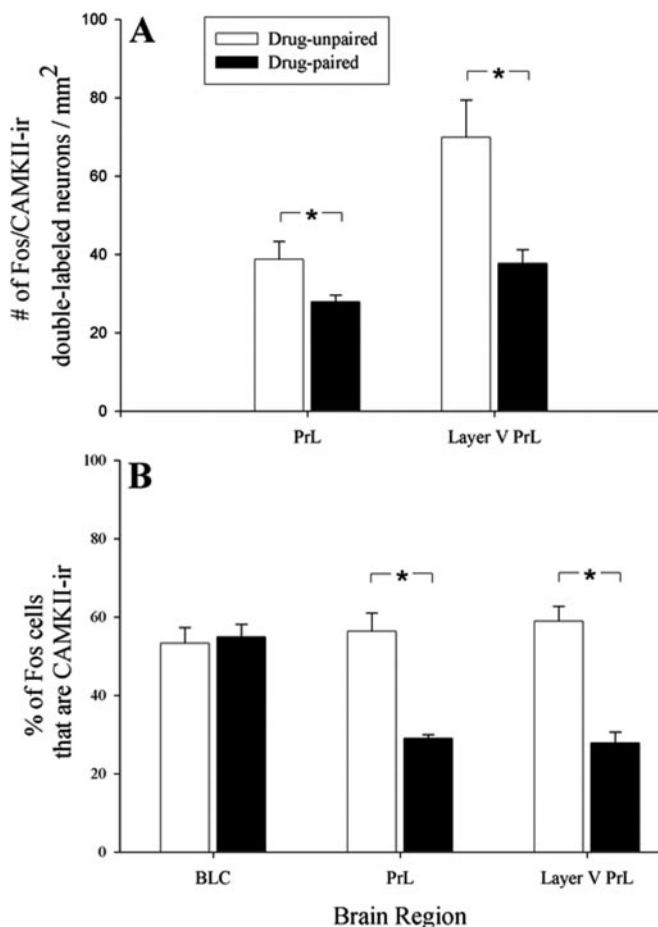 A
Drug-unpaired
Drug-paired
# of Fos/CAMKII-ir
double-labeled neurons / mm²
100
80
60
40
20
0
*
*
PrL
Layer V PrL
B
% of Fos cells
that are CAMKII-ir
100
80
60
40
20
0
*
*
BLC
PrL
Layer V PrL
Brain Region